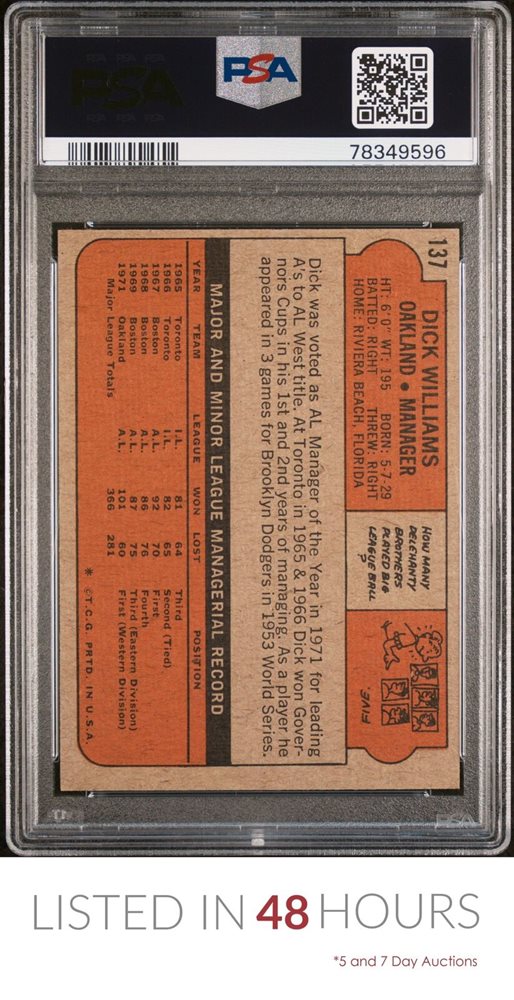 PSA
PSA
78349596
137
DICK WILLIAMS
OAKLAND • MANAGER
HT: 6'0" WT: 195 BORN: 5-7-29
BATTED: RIGHT THREW: RIGHT
HOME: RIVIERA BEACH, FLORIDA
HOW MANY
DELEHANTY
BROTHERS
PLAYED BIG
LEAGUE BALL
?
FIVE.
Dick was voted as AL Manager of the Year in 1971 for leading
A's to AL West title. At Toronto in 1965 & 1966 Dick won Gover-
nors Cups in his 1st and 2nd years of managing. As a player, he
appeared in 3 games for Brooklyn Dodgers in 1953 World Series.
MAJOR AND MINOR LEAGUE MANAGERIAL RECORD
YEAR TEAM LEAGUE WON LOST POSITION
1965 Toronto I.L. 81 64 Third
1966 Toronto I.L. 82 65 Second (Tied)
1967 Boston A.L. 92 70 First
1968 Boston A.L. 86 76 Fourth
1969 Boston A.L. 87 75 Third (Eastern Division)
1971 Oakland A.L. 101 60 First (Western Division)
Major League Totals 366 281
* ©T.C.G. PRTD. IN U.S.A.
PSA
LISTED IN 48 HOURS
*5 and 7 Day Auctions